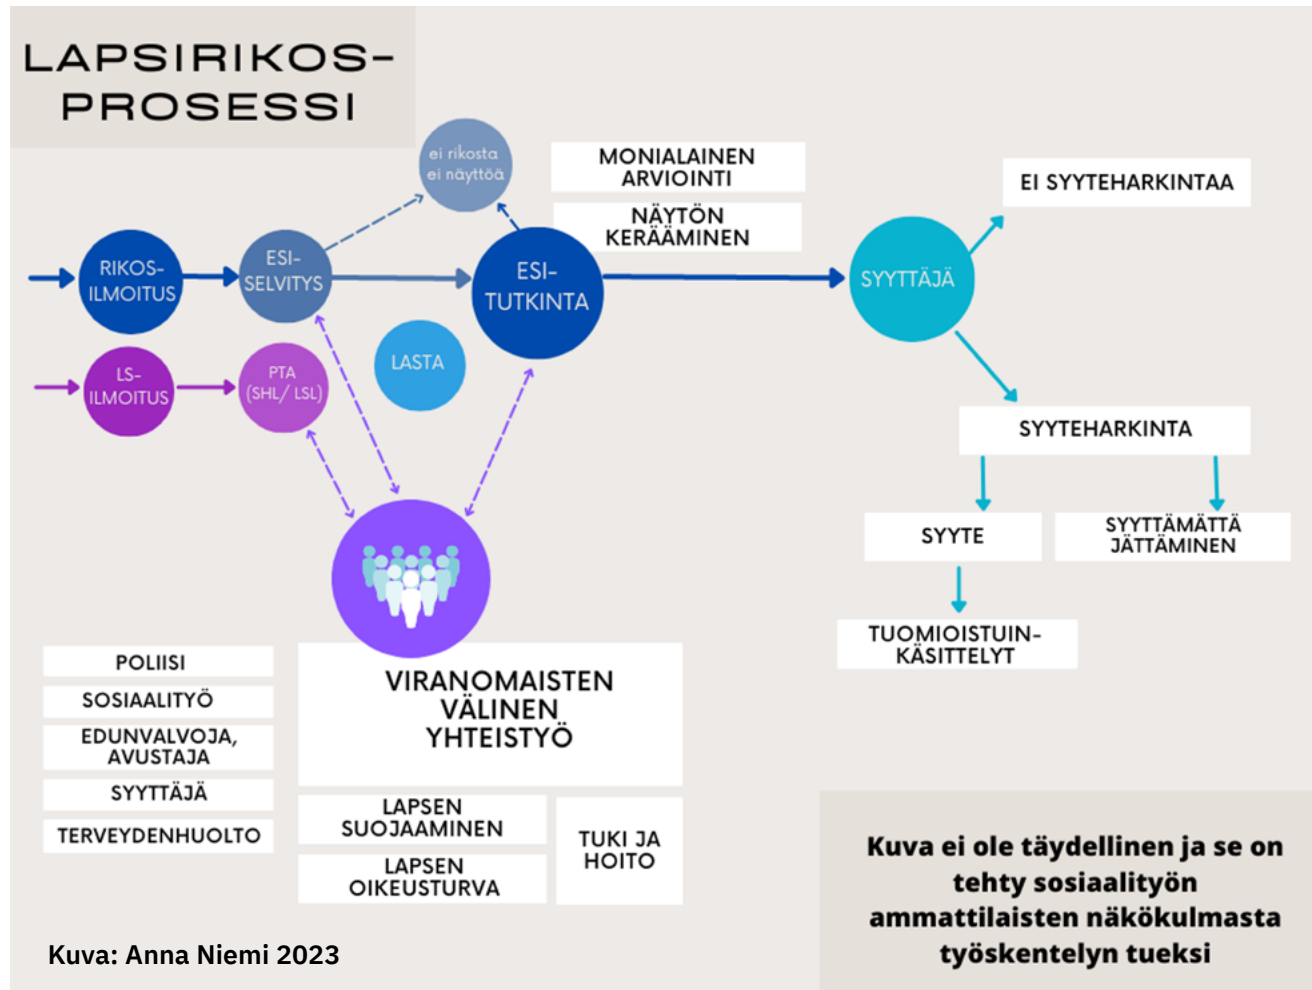 LAPSIRIKOS-
PROSESSI
ei rikosta
ei näyttöä
MONIALAINEN
ARVIOINTI
NÄYTÖN
KERÄÄMINEN
EI SYYTEHARKINTAA
RIKOS-
ILMOITUS
ESI-
SELVITYS
ESI-
TUTKINTA
SYYTTÄJÄ
LS-
ILMOITUS
PTA
(SHL/ LSL)
LASTA
SYYTEHARKINTA
SYYTE
SYYTTÄMÄTTÄ
JÄTTÄMINEN
TUOMIOISTUIN-
KÄSITTELYT
POLIISI
SOSIAALITYÖ
EDUNVALVOJA,
AVUSTAJA
SYYTTÄJÄ
TERVEYDENHUOLTO
VIRANOMAISTEN
VÄLINEN
YHTEISTYÖ
LAPSEN
SUOJAAMINEN
LAPSEN
OIKEUSTURVA
TUKI JA
HOITO
Kuva ei ole täydellinen ja se on
tehty sosiaalityön
ammattilaisten näkökulmasta
työskentelyn tueksi
Kuva: Anna Niemi 2023